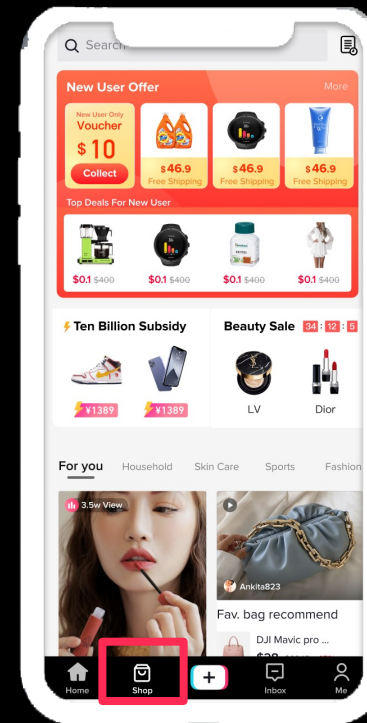 Search
New User Offer
More
New User Only
Voucher
$10
Collect
$46.9
Free Shipping
$46.9
Free Shipping
$46.9
Free Shipping
Top Deals For New User
$0.1 $400
$0.1 $400
$0.1 $400
$0.1 $400
Ten Billion Subsidy
Beauty Sale 34 : 12 : 5
¥1389
¥1389
LV
Dior
For you
Household
Skin Care
Sports
Fashion
3.5w View
Ankita823
Fav. bag recommend
DJI Mavic pro ...
Home
Shop
Inbox
Me